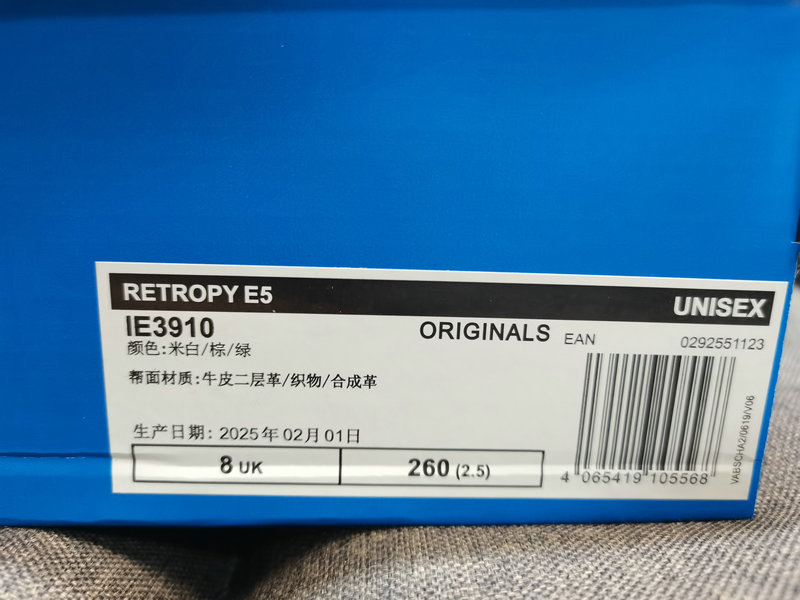 RETROPY E5
UNISEX
IE3910
ORIGINALS
EAN
0292551123
颜色:米白/棕/绿
帮面材质:牛皮二层革/织物/合成革
生产日期: 2025年02月01日
8 UK
260 (2.5)
4 065419 105568
VABSCHA2/0619/V06